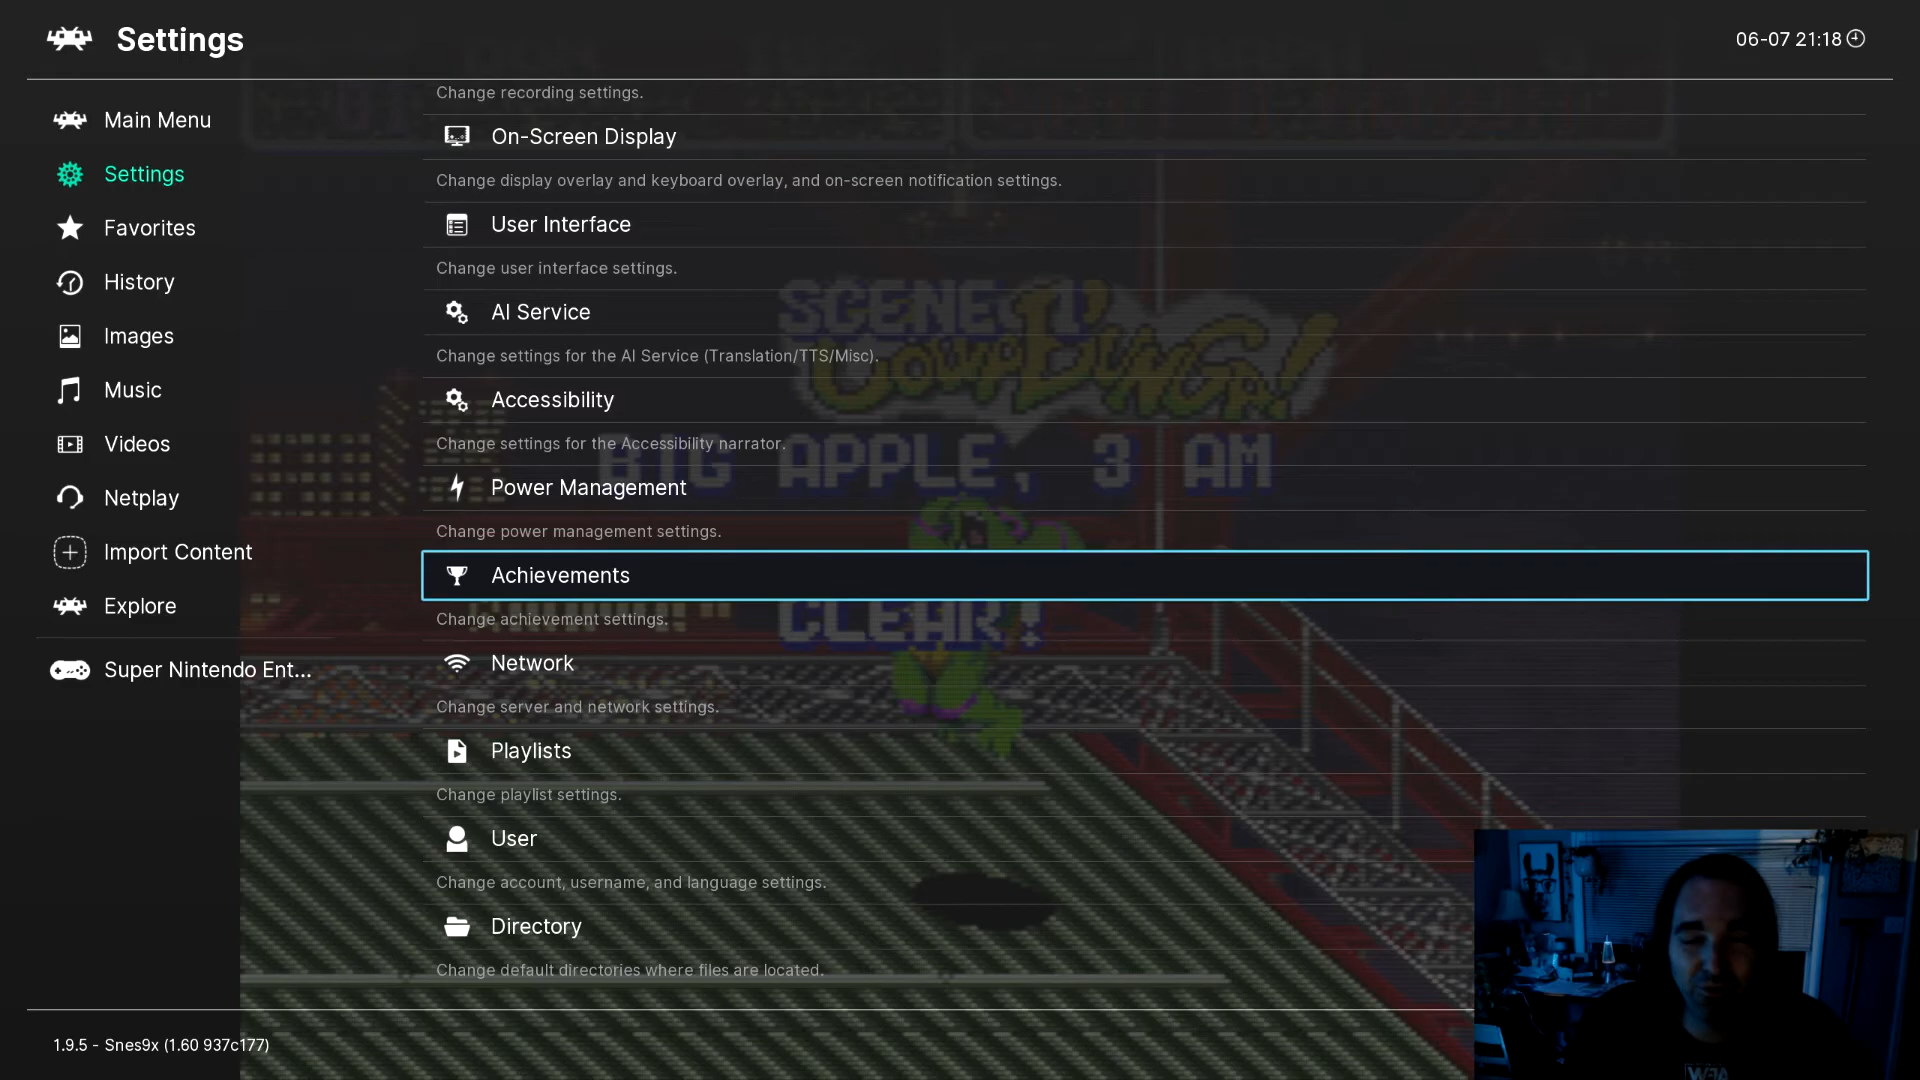 Settings
06-07 21:18
Main Menu
Settings
Favorites
History
Images
Music
Videos
Netplay
Import Content
Explore
Super Nintendo Ent...
Change recording settings.
On-Screen Display
Change display overlay and keyboard overlay, and on-screen notification settings.
User Interface
Change user interface settings.
AI Service
Change settings for the AI Service (Translation/TTS/Misc).
Accessibility
Change settings for the Accessibility narrator.
Power Management
Change power management settings.
Achievements
Change achievement settings.
Network
Change server and network settings.
Playlists
Change playlist settings.
User
Change account, username, and language settings.
Directory
Change default directories where files are located.
SCENE 1
CowaBunga!
BIG APPLE, 3 AM
CLEAR!
1.9.5 - Snes9x (1.60 937c177)